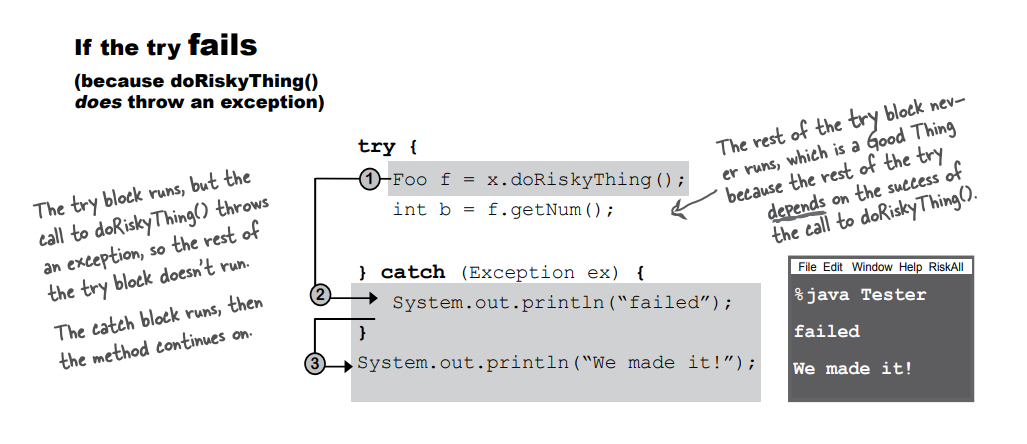 If the try fails
(because doRiskyThing()
does throw an exception)
The try block runs, but the
call to doRiskyThing() throws
an exception, so the rest of
the try block doesn't run.
The catch block runs, then
the method continues on.
try {
1
Foo f = x.doRiskyThing();
int b = f.getNum();
} catch (Exception ex) {
2
System.out.println(“failed”);
}
3
System.out.println(“We made it!”);
The rest of the try block nev-
er runs, which is a Good Thing
because the rest of the try
depends on the success of
the call to doRiskyThing().
File Edit Window Help RiskAll
%java Tester
failed
We made it!